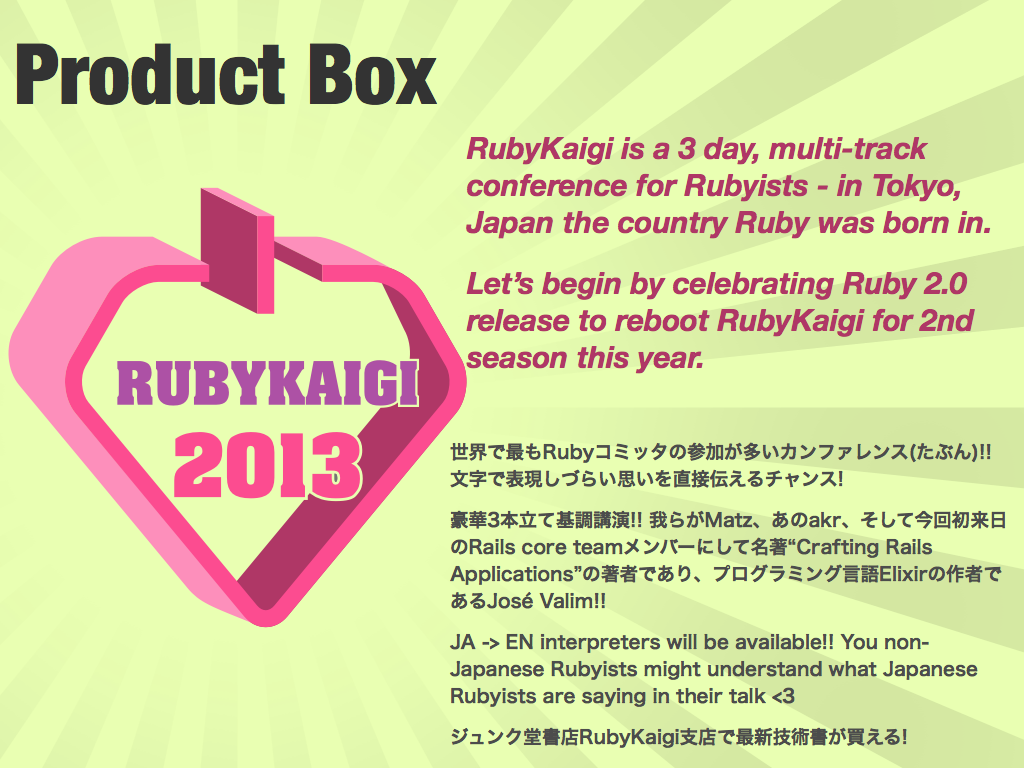 Product Box
RubyKaigi is a 3 day, multi-track
conference for Rubyists - in Tokyo,
Japan the country Ruby was born in.
Let’s begin by celebrating Ruby 2.0
release to reboot RubyKaigi for 2nd
season this year.
RUBYKAIGI
2013
世界で最もRubyコミッタの参加が多いカンファレンス(たぶん)!!
文字で表現しづらい思いを直接伝えるチャンス!
豪華3本立て基調講演!! 我らがMatz、あのakr、そして今回初来日
のRails core teamメンバーにして名著“Crafting Rails
Applications”の著者であり、プログラミング言語Elixirの作者で
あるJosé Valim!!
JA -> EN interpreters will be available!! You non-
Japanese Rubyists might understand what Japanese
Rubyists are saying in their talk <3
ジュンク堂書店RubyKaigi支店で最新技術書が買える!